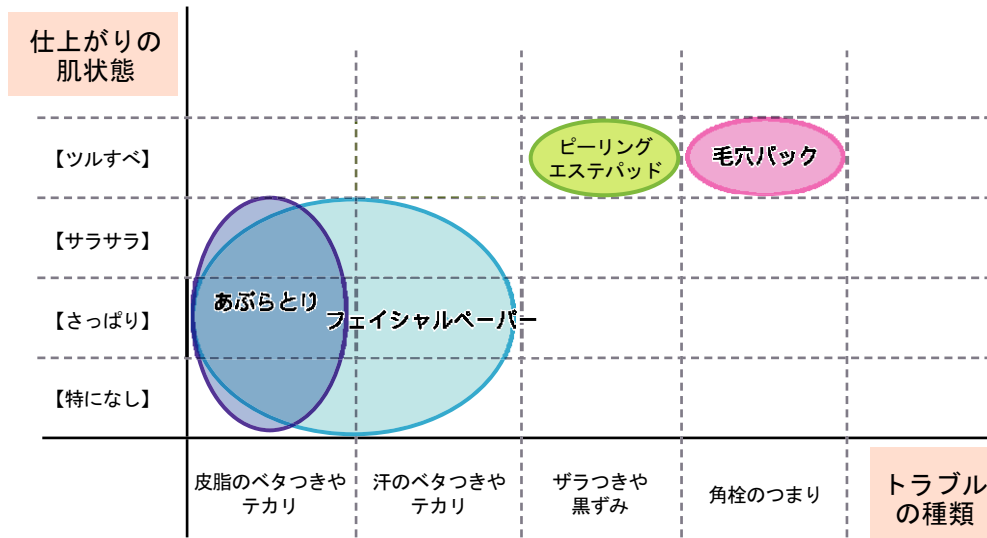 仕上がりの
肌状態
【ツルすべ】
ピーリング
エステパッド
毛穴パック
【サラサラ】
あぶらとり
フェイシャルペーパー
【さっぱり】
【特になし】
皮脂のベタつきや
テカリ
汗のベタつきや
テカリ
ザラつきや
黒ずみ
角栓のつまり
トラブル
の種類